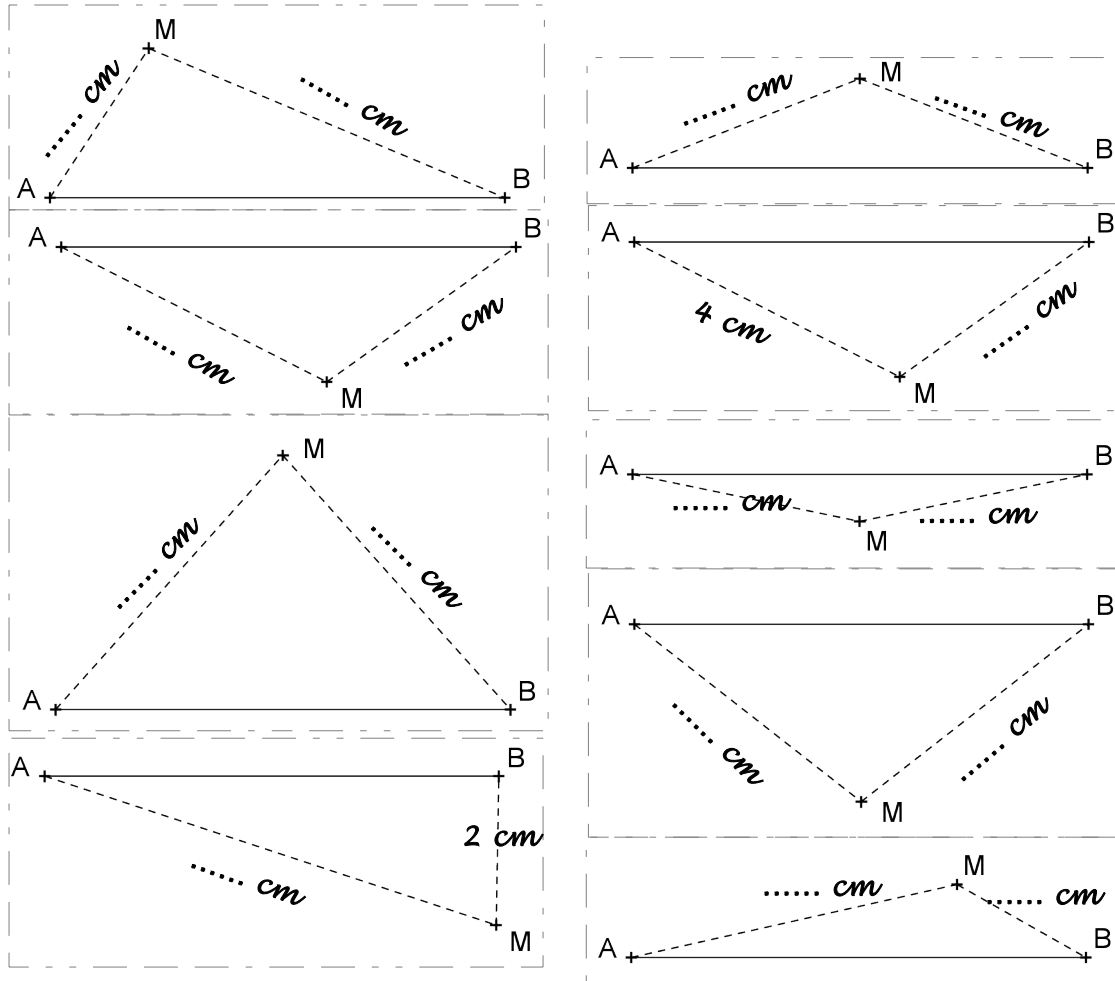 M
...... cm
...... cm
A
B
A
B
...... cm
...... cm
M
M
...... cm
...... cm
A
B
A
B
2 cm
...... cm
M
M
...... cm
...... cm
A
B
A
B
4 cm
...... cm
M
A
B
...... cm
...... cm
M
A
B
...... cm
...... cm
M
M
...... cm
...... cm
A
B